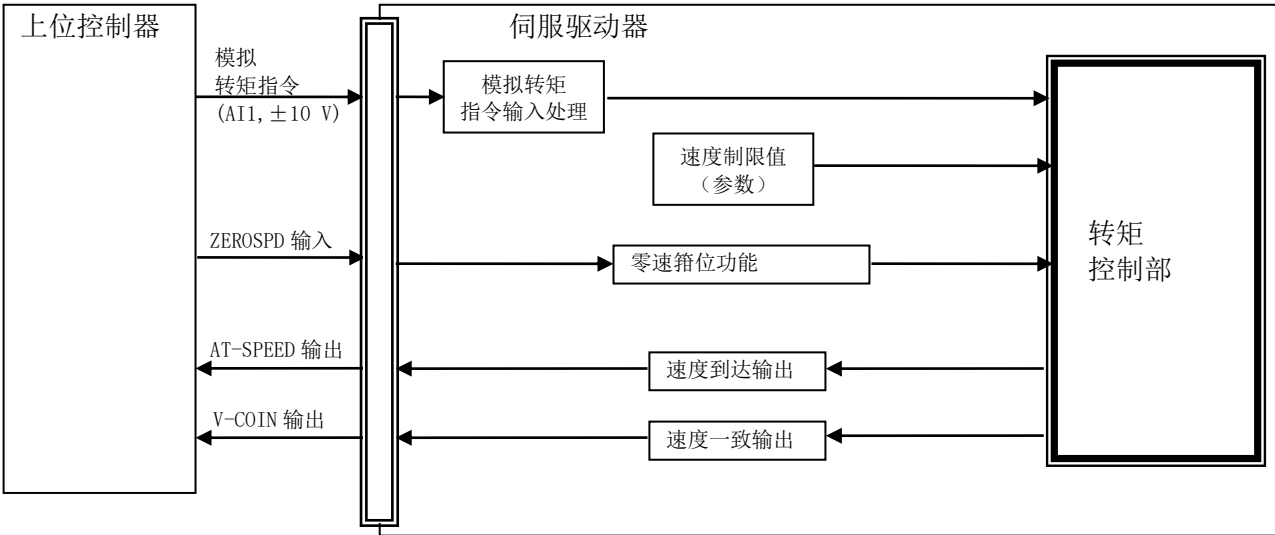 上位控制器
伺服驱动器
模拟
转矩指令
(AI1,±10 V)
模拟转矩
指令输入处理
速度制限值
（参数）
ZEROSPD 输入
零速箝位功能
转矩
控制部
AT-SPEED 输出
速度到达输出
V-COIN 输出
速度一致输出